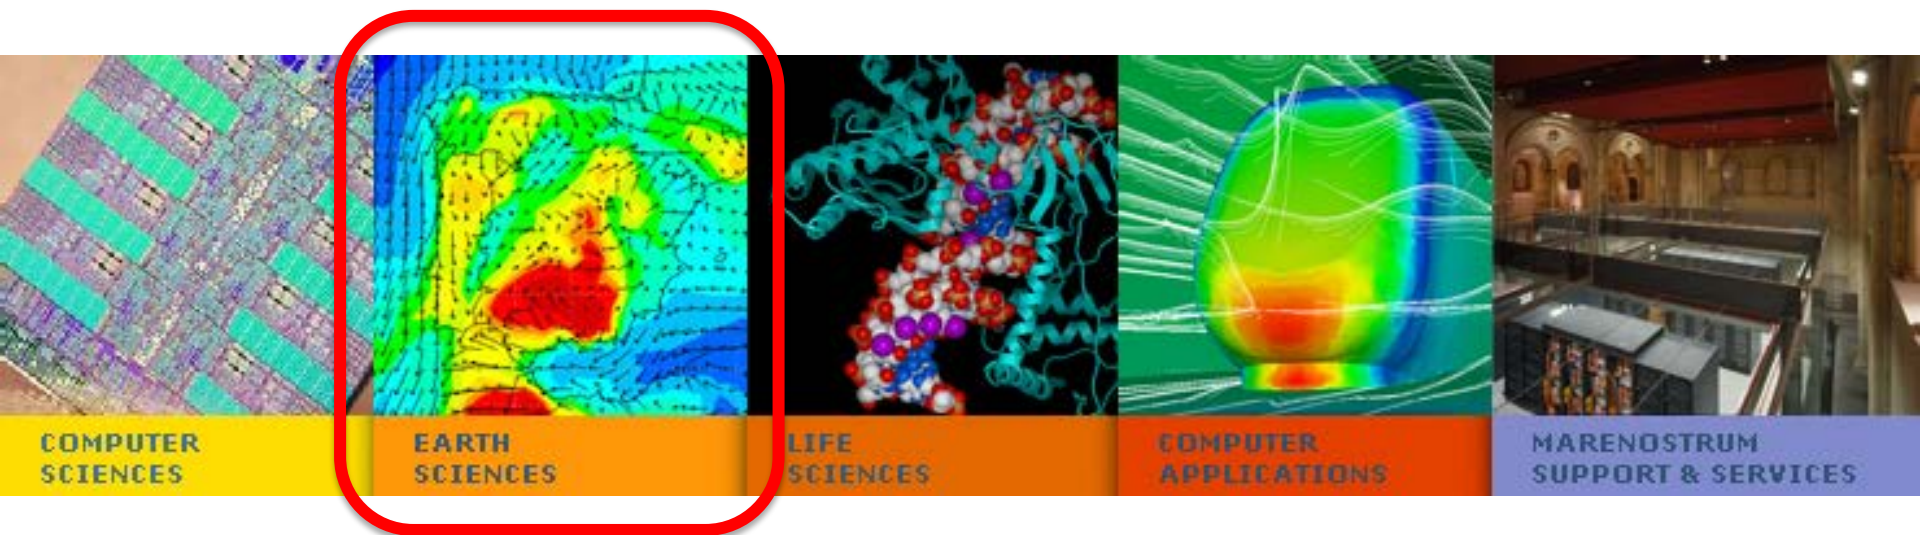 COMPUTER
SCIENCES
EARTH
SCIENCES
LIFE
SCIENCES
COMPUTER
APPLICATIONS
MARENOSTRUM
SUPPORT & SERVICES